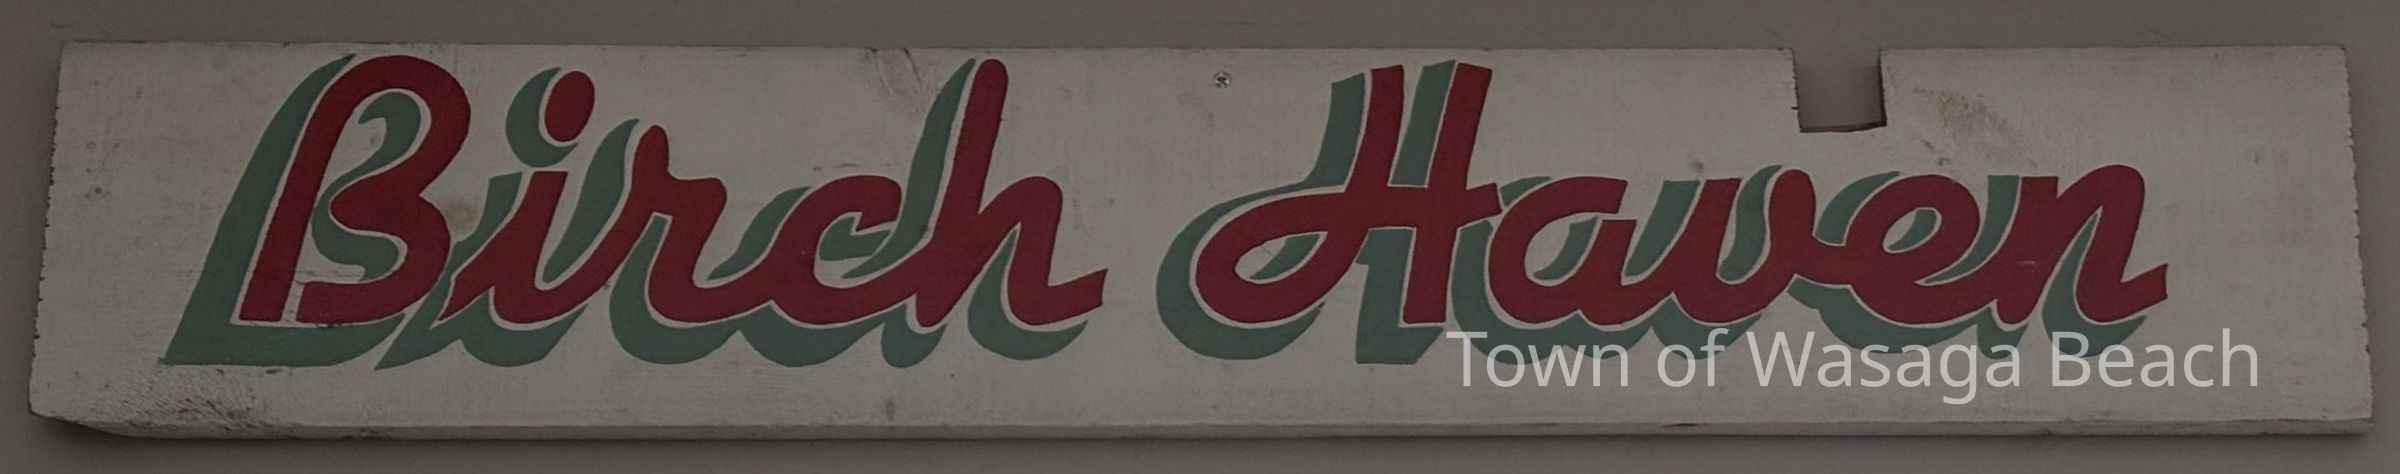 Birch Haven
Town of Wasaga Beach